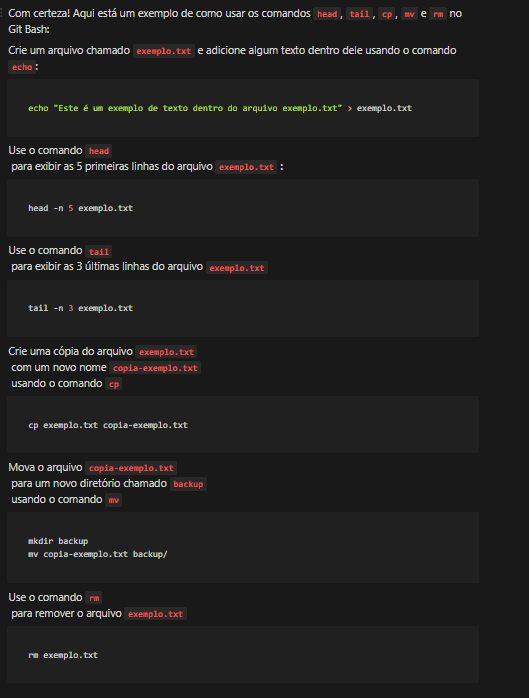 Com certeza! Aqui está um exemplo de como usar os comandos head, tail, cp, mv e rm no
Git Bash:
Crie um arquivo chamado exemplo.txt e adicione algum texto dentro dele usando o comando
echo:
echo "Este é um exemplo de texto dentro do arquivo exemplo.txt" > exemplo.txt
Use o comando head
para exibir as 5 primeiras linhas do arquivo exemplo.txt :
head -n 5 exemplo.txt
Use o comando tail
para exibir as 3 últimas linhas do arquivo exemplo.txt
tail -n 3 exemplo.txt
Crie uma cópia do arquivo exemplo.txt
com um novo nome copia-exemplo.txt
usando o comando cp
cp exemplo.txt copia-exemplo.txt
Mova o arquivo copia-exemplo.txt
para um novo diretório chamado backup
usando o comando mv
mkdir backup
mv copia-exemplo.txt backup/
Use o comando rm
para remover o arquivo exemplo.txt
rm exemplo.txt